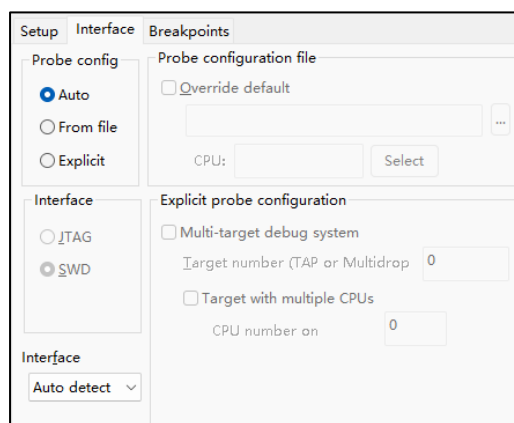 Setup Interface Breakpoints
Probe config
Auto
From file
Explicit
Probe configuration file
Override default
...
CPU:
Select
Interface
JTAG
SWD
Explicit probe configuration
Multi-target debug system
Target number (TAP or Multidrop 0
Target with multiple CPUs
CPU number on 0
Interface
Auto detect